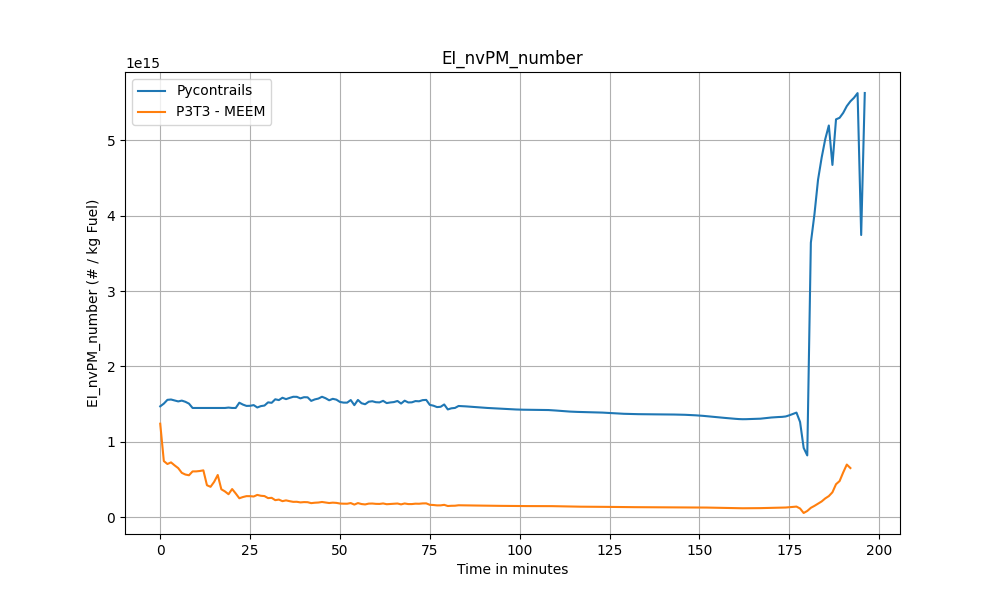 EI_nvPM_number
1e15
Pycontrails
P3T3 - MEEM
EI_nvPM_number (# / kg Fuel)
5
4
3
2
1
0
0 25 50 75 100 125 150 175 200
Time in minutes